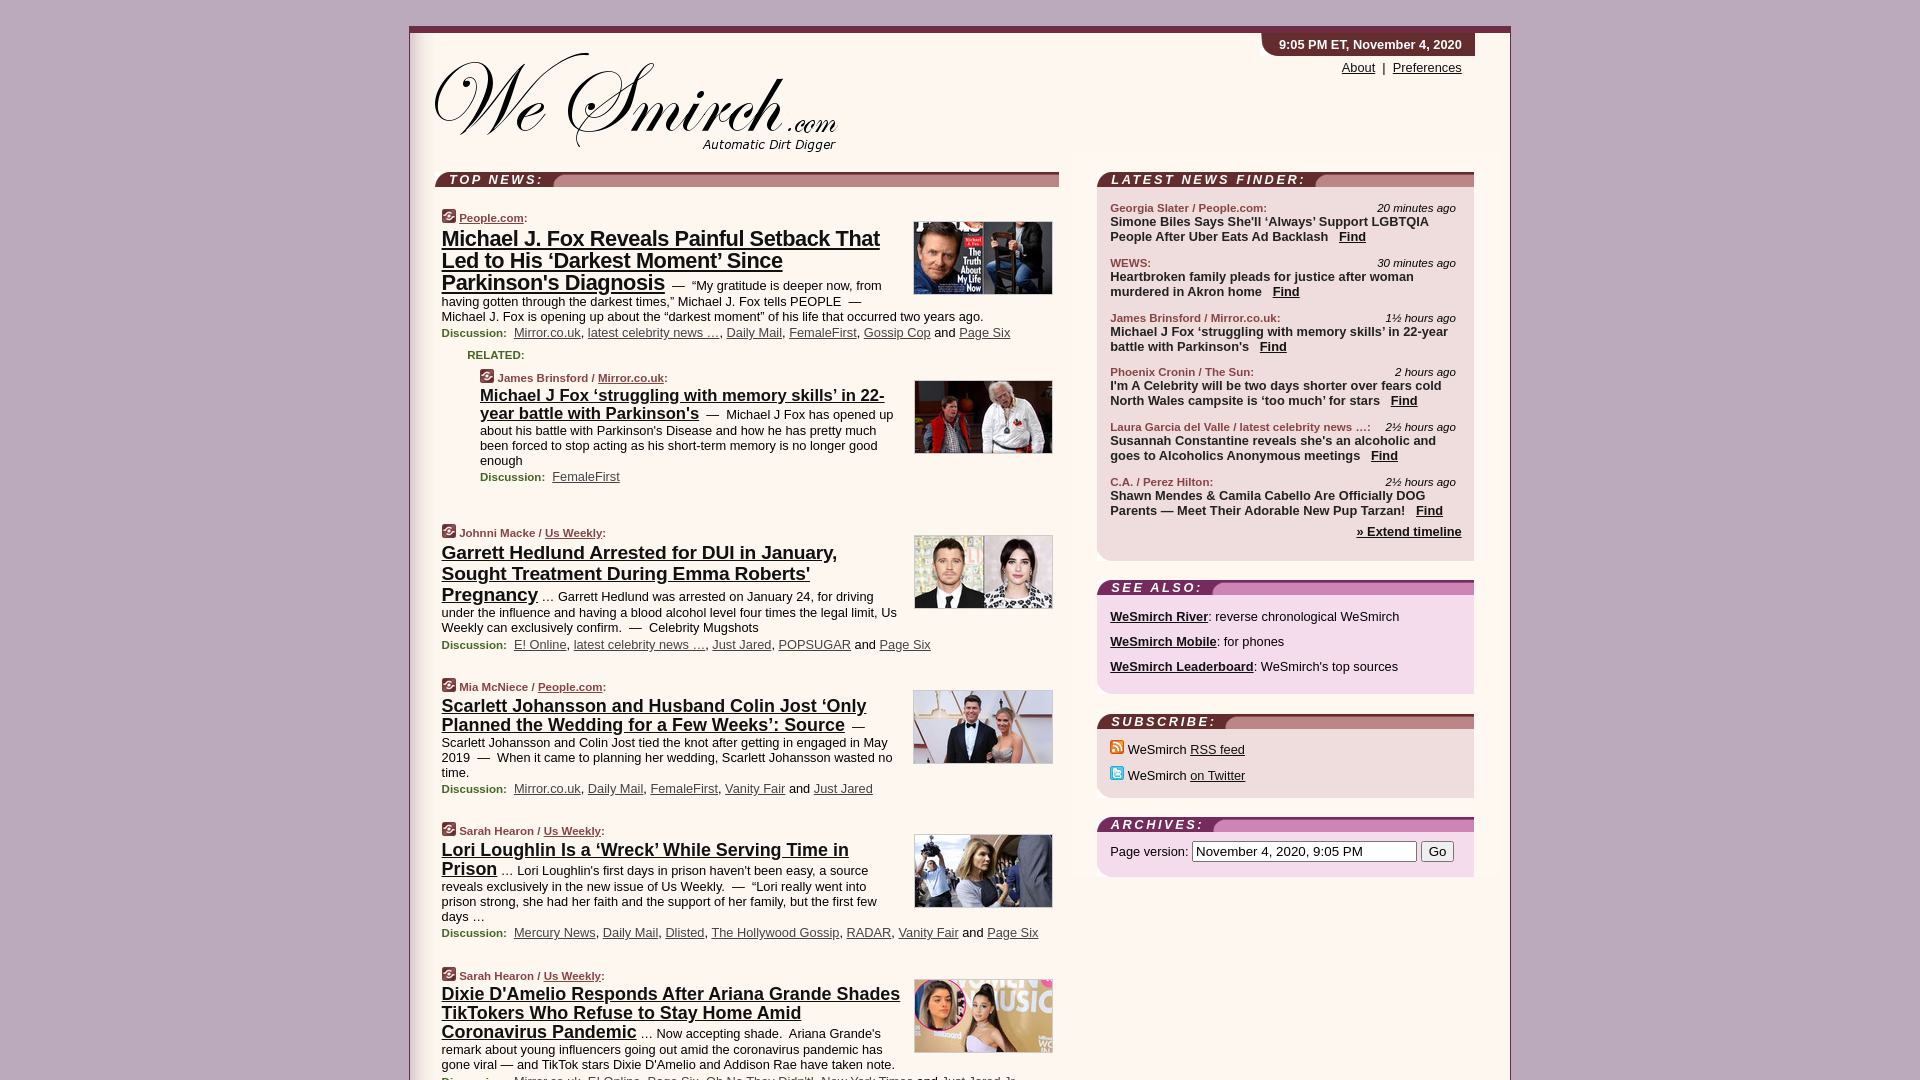 9:05 PM ET, November 4, 2020
About | Preferences
We Smirch.com
Automatic Dirt Digger
TOP NEWS:
People.com:
Michael J. Fox Reveals Painful Setback That
Led to His ‘Darkest Moment’ Since
Parkinson's Diagnosis — “My gratitude is deeper now, from
having gotten through the darkest times,” Michael J. Fox tells PEOPLE —
Michael J. Fox is opening up about the “darkest moment” of his life that occurred two years ago.
Discussion: Mirror.co.uk, latest celebrity news …, Daily Mail, FemaleFirst, Gossip Cop and Page Six
The
Truth
About
My Life
Now
RELATED:
James Brinsford / Mirror.co.uk:
Michael J Fox ‘struggling with memory skills’ in 22-
year battle with Parkinson's — Michael J Fox has opened up
about his battle with Parkinson's Disease and how he has pretty much
been forced to stop acting as his short-term memory is no longer good
enough
Discussion: FemaleFirst
Johnni Macke / Us Weekly:
Garrett Hedlund Arrested for DUI in January,
Sought Treatment During Emma Roberts'
Pregnancy … Garrett Hedlund was arrested on January 24, for driving
under the influence and having a blood alcohol level four times the legal limit, Us
Weekly can exclusively confirm. — Celebrity Mugshots
Discussion: E! Online, latest celebrity news …, Just Jared, POPSUGAR and Page Six
Mia McNiece / People.com:
Scarlett Johansson and Husband Colin Jost ‘Only
Planned the Wedding for a Few Weeks’: Source —
Scarlett Johansson and Colin Jost tied the knot after getting in engaged in May
2019 — When it came to planning her wedding, Scarlett Johansson wasted no
time.
Discussion: Mirror.co.uk, Daily Mail, FemaleFirst, Vanity Fair and Just Jared
Sarah Hearon / Us Weekly:
Lori Loughlin Is a ‘Wreck’ While Serving Time in
Prison … Lori Loughlin's first days in prison haven't been easy, a source
reveals exclusively in the new issue of Us Weekly. — “Lori really went into
prison strong, she had her faith and the support of her family, but the first few
days …
Discussion: Mercury News, Daily Mail, Dlisted, The Hollywood Gossip, RADAR, Vanity Fair and Page Six
Sarah Hearon / Us Weekly:
Dixie D'Amelio Responds After Ariana Grande Shades
TikTokers Who Refuse to Stay Home Amid
Coronavirus Pandemic … Now accepting shade. Ariana Grande's
remark about young influencers going out amid the coronavirus pandemic has
gone viral — and TikTok stars Dixie D'Amelio and Addison Rae have taken note.
Discussion: Mirror.co.uk, E! Online, Page Six, Oh No They Didn't!, New York Times and Just Jared Jr
LATEST NEWS FINDER:
Georgia Slater / People.com: 20 minutes ago
Simone Biles Says She'll ‘Always’ Support LGBTQIA
People After Uber Eats Ad Backlash Find
WEWS: 30 minutes ago
Heartbroken family pleads for justice after woman
murdered in Akron home Find
James Brinsford / Mirror.co.uk: 1½ hours ago
Michael J Fox ‘struggling with memory skills’ in 22-year
battle with Parkinson's Find
Phoenix Cronin / The Sun: 2 hours ago
I'm A Celebrity will be two days shorter over fears cold
North Wales campsite is ‘too much’ for stars Find
Laura Garcia del Valle / latest celebrity news …: 2½ hours ago
Susannah Constantine reveals she's an alcoholic and
goes to Alcoholics Anonymous meetings Find
C.A. / Perez Hilton: 2½ hours ago
Shawn Mendes & Camila Cabello Are Officially DOG
Parents — Meet Their Adorable New Pup Tarzan! Find
» Extend timeline
SEE ALSO:
WeSmirch River: reverse chronological WeSmirch
WeSmirch Mobile: for phones
WeSmirch Leaderboard: WeSmirch's top sources
SUBSCRIBE:
WeSmirch RSS feed
WeSmirch on Twitter
ARCHIVES:
Page version: November 4, 2020, 9:05 PM Go